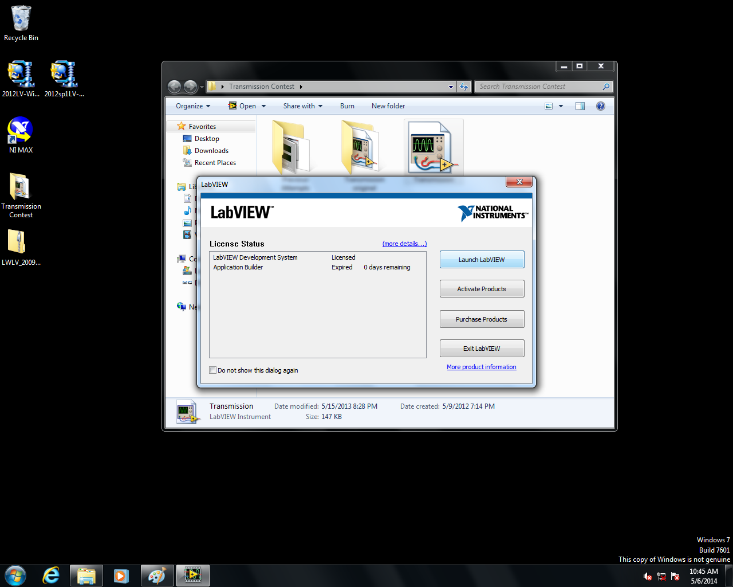 Recycle Bin
2012LV-Wi...
2012sp1LV-...
NI MAX
Transmission
Contest
LWLV_2009...
Transmission Contest
Search Transmission Contest
Organize
Open
Share with
Burn
New folder
Favorites
Desktop
Downloads
Recent Places
LabVIEW
LabVIEW™
NATIONAL
INSTRUMENTS™
License Status
(more details...)
LabVIEW Development System Licensed
Application Builder Expired 0 days remaining
Launch LabVIEW
Activate Products
Purchase Products
Exit LabVIEW
More product information
Do not show this dialog again
Transmission Date modified: 5/15/2013 8:28 PM Date created: 5/9/2012 7:14 PM
LabVIEW Instrument Size: 147 KB
Windows 7
Build 7601
This copy of Windows is not genuine
10:45 AM
5/6/2014